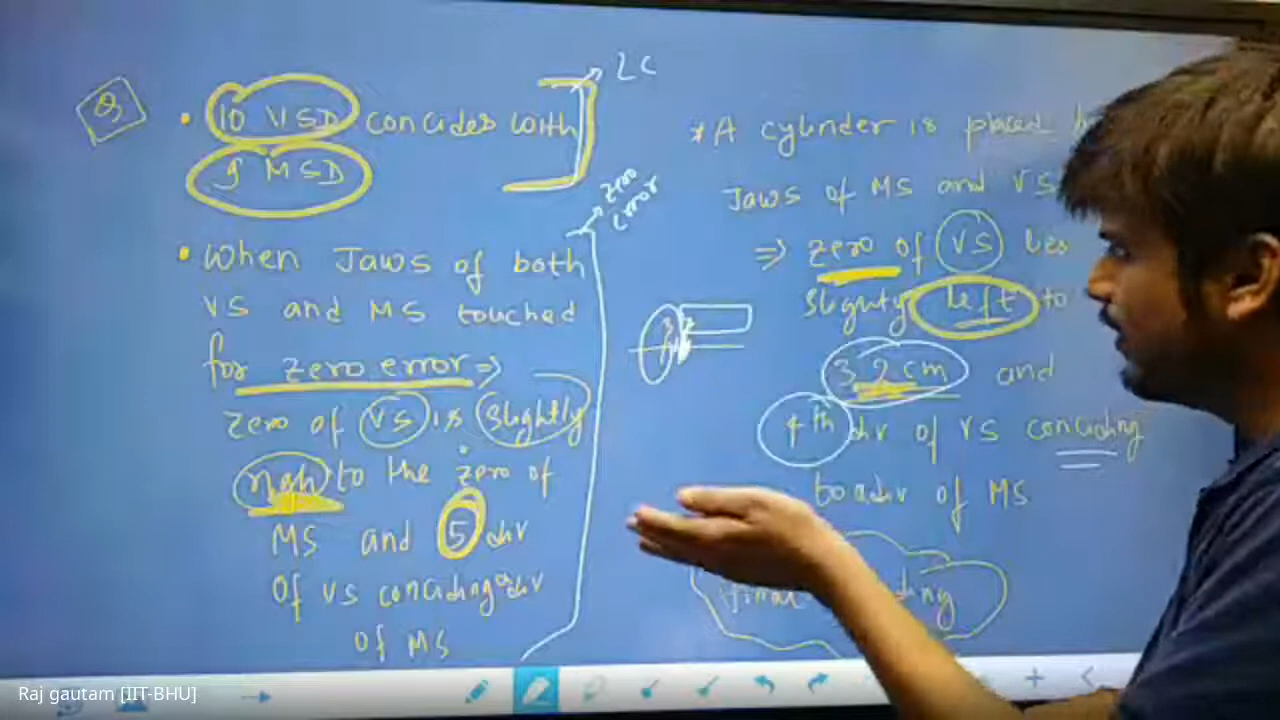 Q
• 10 VSD concides with
9 MSD
LC
• When Jaws of both
VS and MS touched
for zero error ⇒
zero of VS is slightly
right to the zero of
MS and 5 div
of VS conciding a div
of MS
zero
error
* A cylinder is placed
Jaws of MS and VS
⇒ zero of VS lies
slighty left to
3.2 cm and
4th div of VS conciding
to a div of MS
final
Raj gautam [IIT-BHU]